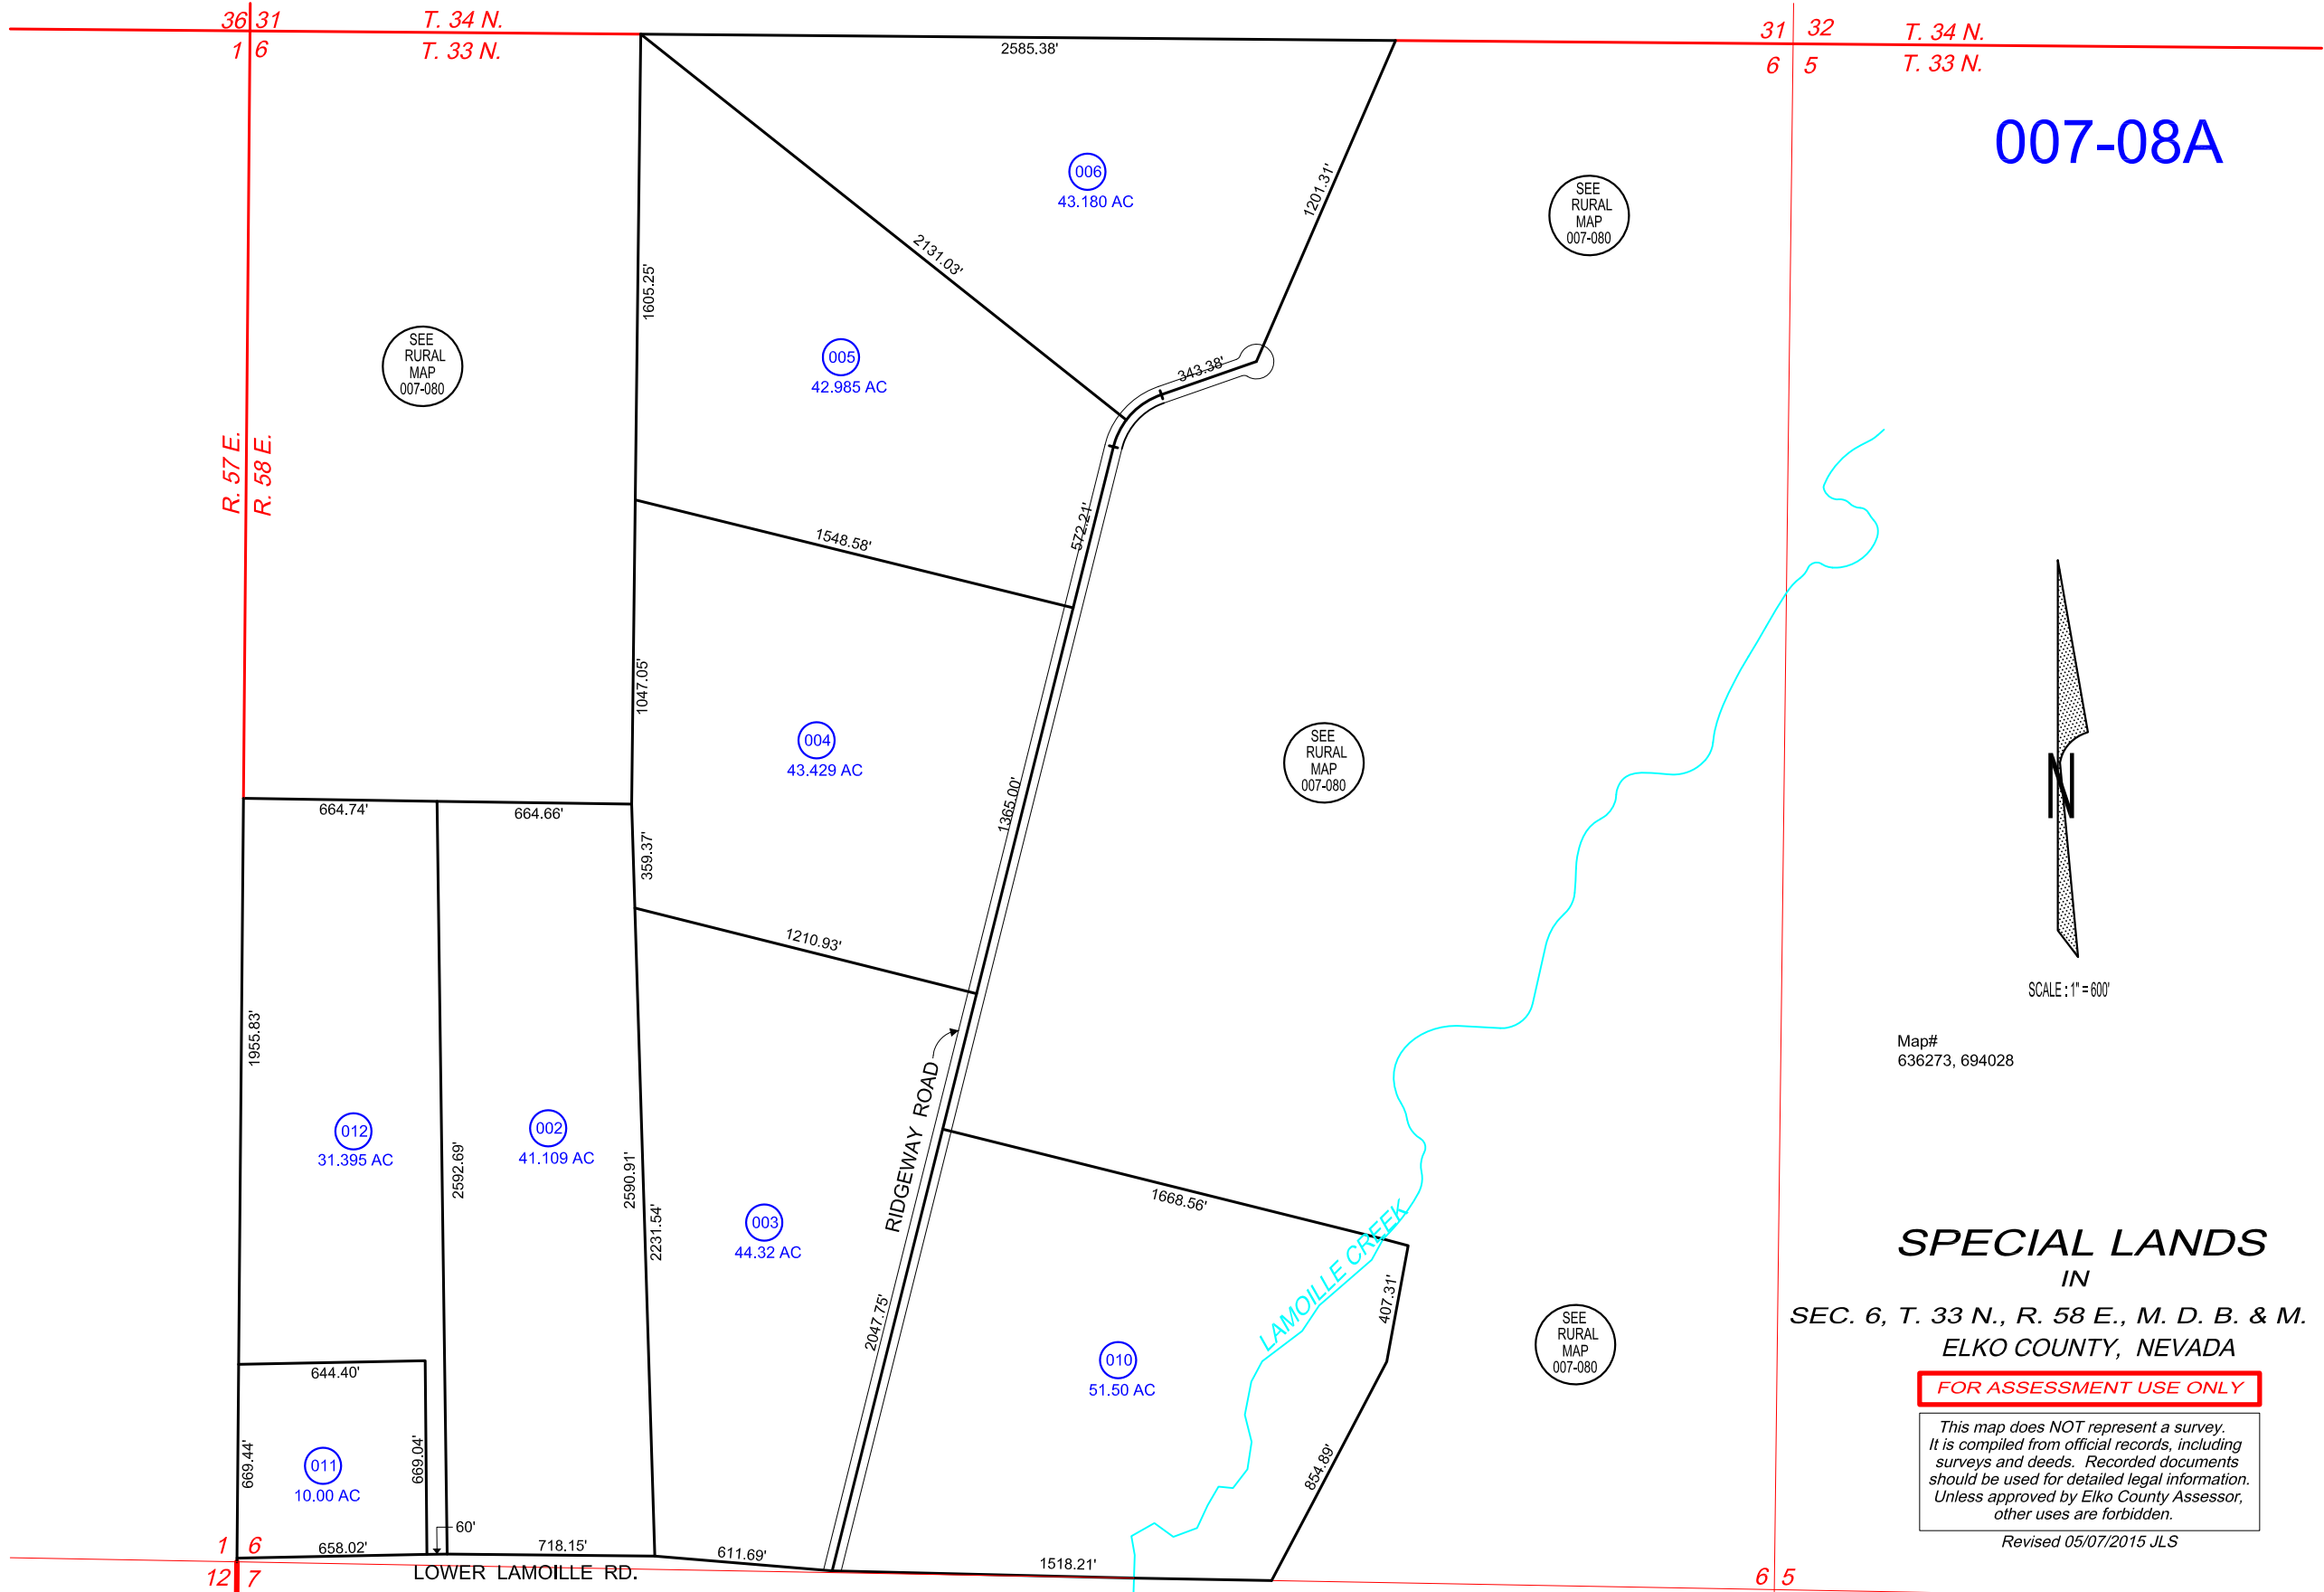 36 31
T. 34 N.
1 6
T. 33 N.
2585.38'
31 32
T. 34 N.
6 5
T. 33 N.
007-08A
006
43.180 AC
1201.31'
SEE
RURAL
MAP
007-080
2131.03'
1605.25'
SEE
RURAL
MAP
007-080
005
42.985 AC
343.38'
R. 57 E.
R. 58 E.
572.21'
1548.58'
1047.05'
004
43.429 AC
1365.00'
SEE
RURAL
MAP
007-080
N
664.74'
664.66'
359.37'
1210.93'
SCALE : 1" = 600'
Map#
636273, 694028
1955.83'
RIDGEWAY ROAD
012
31.395 AC
002
41.109 AC
2592.69'
2590.91'
2231.54'
003
44.32 AC
1668.56'
LAMOILLE CREEK
407.31'
2047.75'
010
51.50 AC
SEE
RURAL
MAP
007-080
SPECIAL LANDS
IN
SEC. 6, T. 33 N., R. 58 E., M. D. B. & M.
ELKO COUNTY, NEVADA
FOR ASSESSMENT USE ONLY
This map does NOT represent a survey.
It is compiled from official records, including
surveys and deeds. Recorded documents
should be used for detailed legal information.
Unless approved by Elko County Assessor,
other uses are forbidden.
Revised 05/07/2015 JLS
644.40'
669.44'
669.04'
011
10.00 AC
854.89'
60'
1 6
658.02'
718.15'
611.69'
1518.21'
12 7
LOWER LAMOILLE RD.
6 5